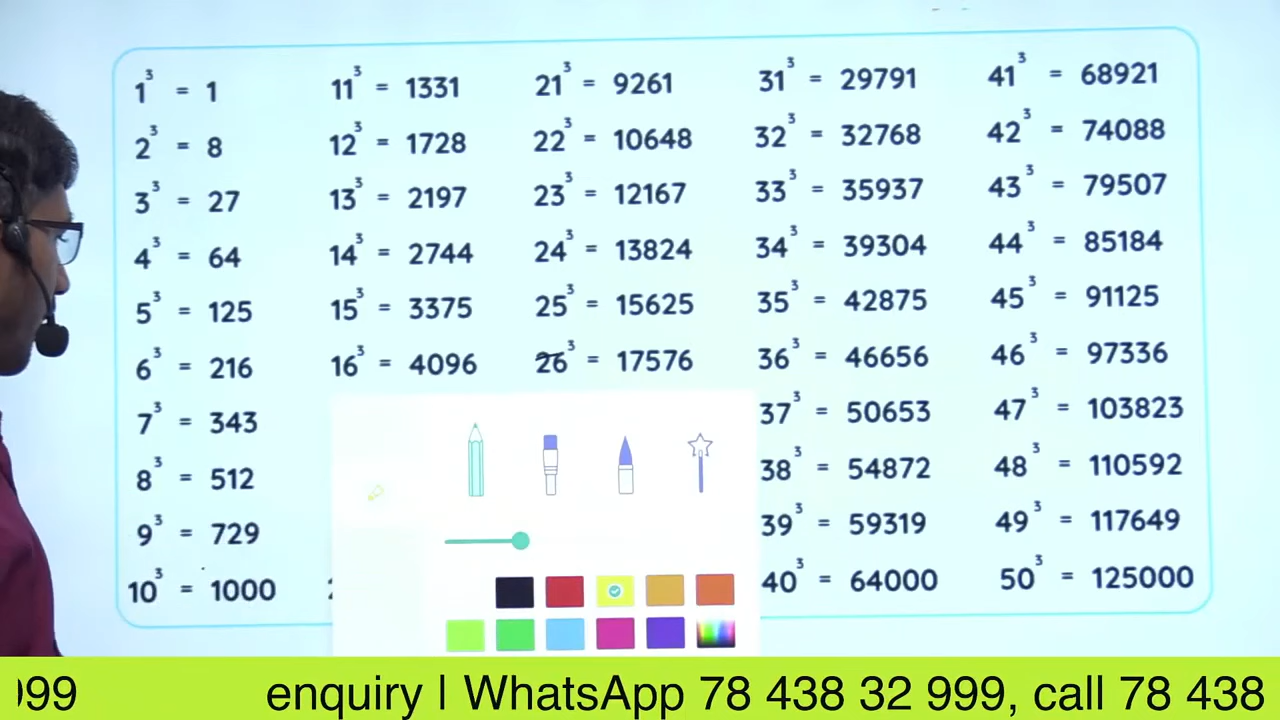 1³ = 1
2³ = 8
3³ = 27
4³ = 64
5³ = 125
6³ = 216
7³ = 343
8³ = 512
9³ = 729
10³ = 1000
11³ = 1331
12³ = 1728
13³ = 2197
14³ = 2744
15³ = 3375
16³ = 4096
21³ = 9261
22³ = 10648
23³ = 12167
24³ = 13824
25³ = 15625
26³ = 17576
31³ = 29791
32³ = 32768
33³ = 35937
34³ = 39304
35³ = 42875
36³ = 46656
37³ = 50653
38³ = 54872
39³ = 59319
40³ = 64000
41³ = 68921
42³ = 74088
43³ = 79507
44³ = 85184
45³ = 91125
46³ = 97336
47³ = 103823
48³ = 110592
49³ = 117649
50³ = 125000
999 enquiry | WhatsApp 78 438 32 999, call 78 438